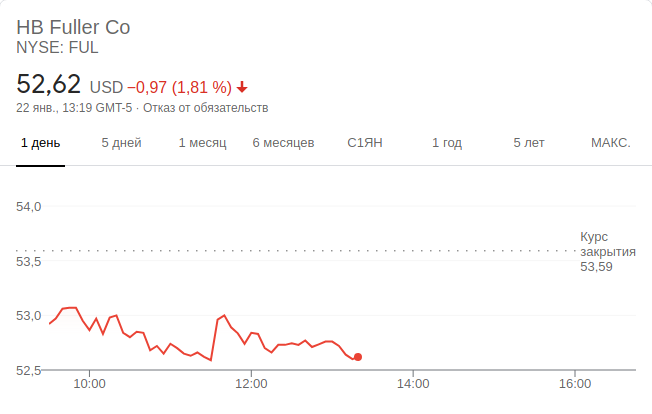 HB Fuller Co
NYSE: FUL
52,62 USD −0,97 (1,81 %)
22 янв., 13:19 GMT-5 · Отказ от обязательств
1 день 5 дней 1 месяц 6 месяцев С1ЯН 1 год 5 лет МАКС.
54,0
Курс
закрытия
53,59
53,5
53,0
52,5
10:00 12:00 14:00 16:00